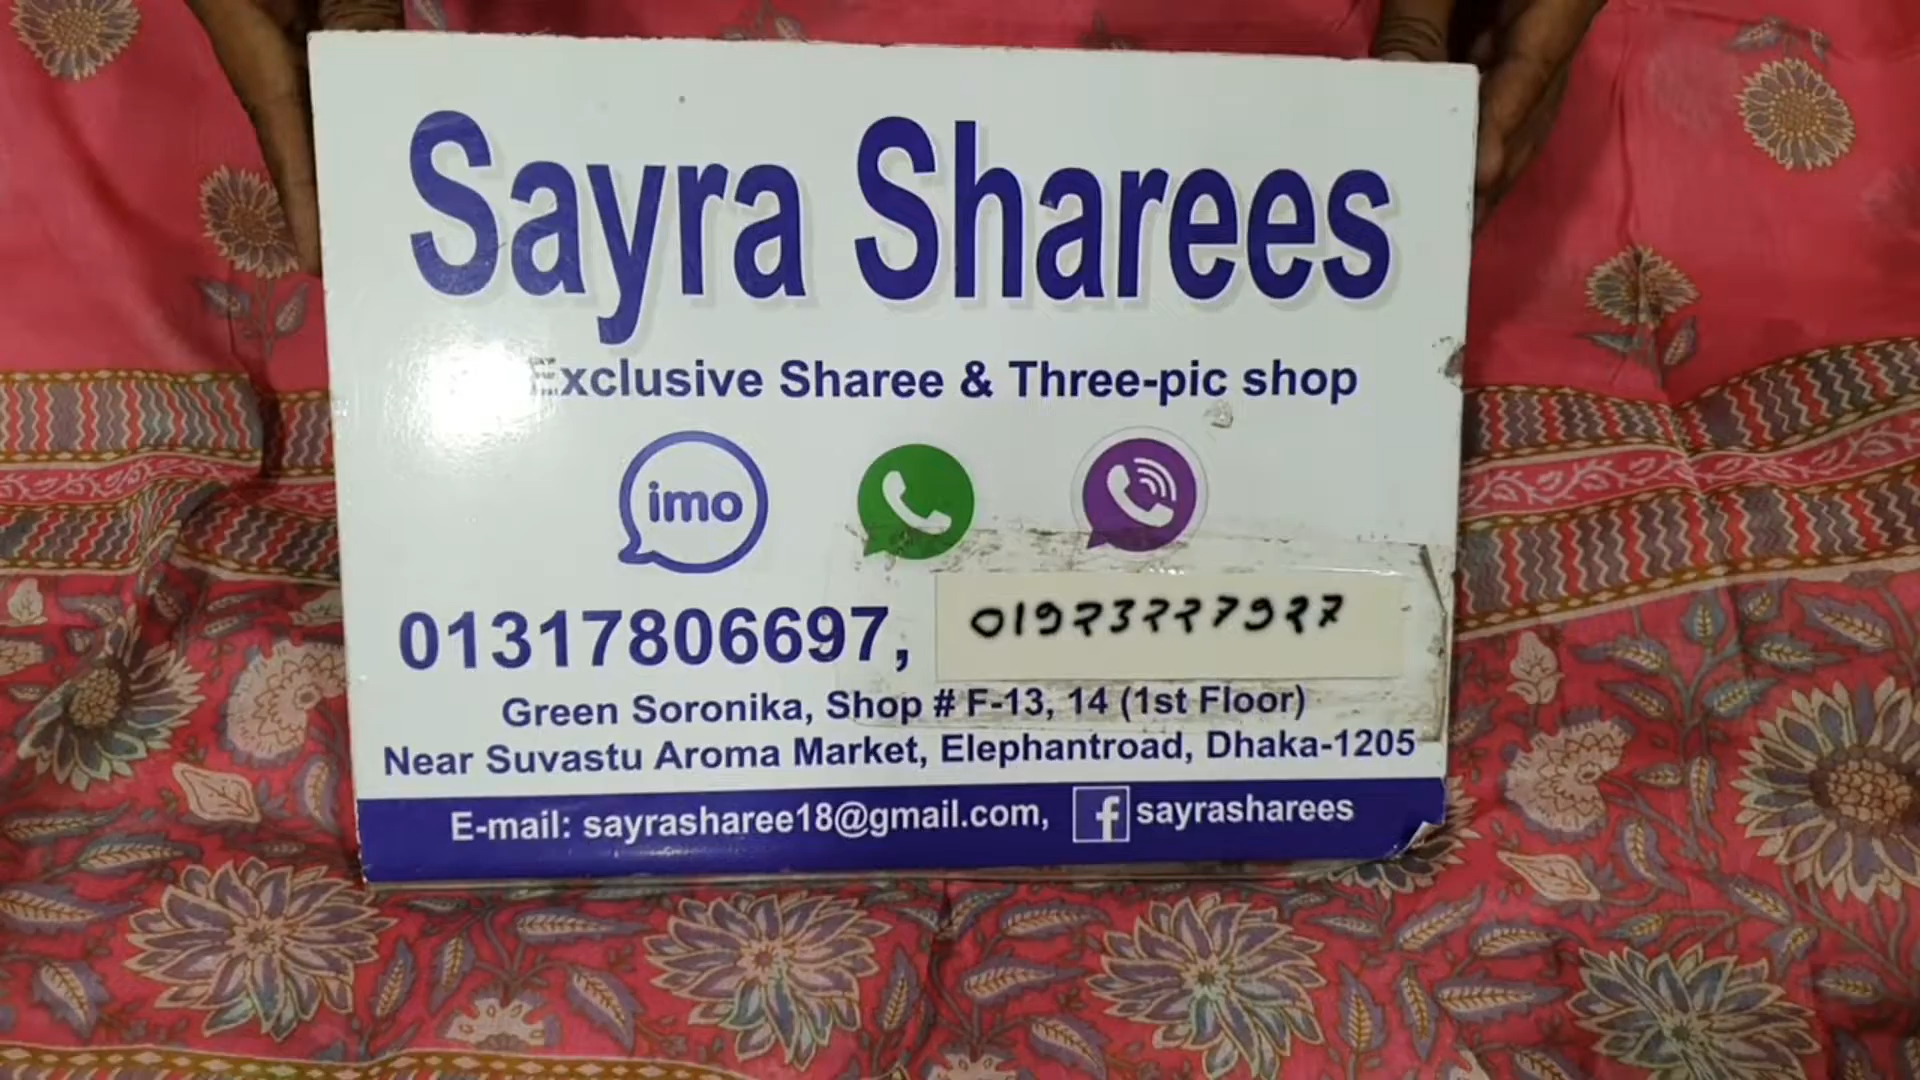 Sayra Sharees
Exclusive Sharee & Three-pic shop
imo
01317806697,
Green Soronika, Shop # F-13, 14 (1st Floor)
Near Suvastu Aroma Market, Elephantroad, Dhaka-1205
E-mail: sayrasharee18@gmail.com, f sayrasharees